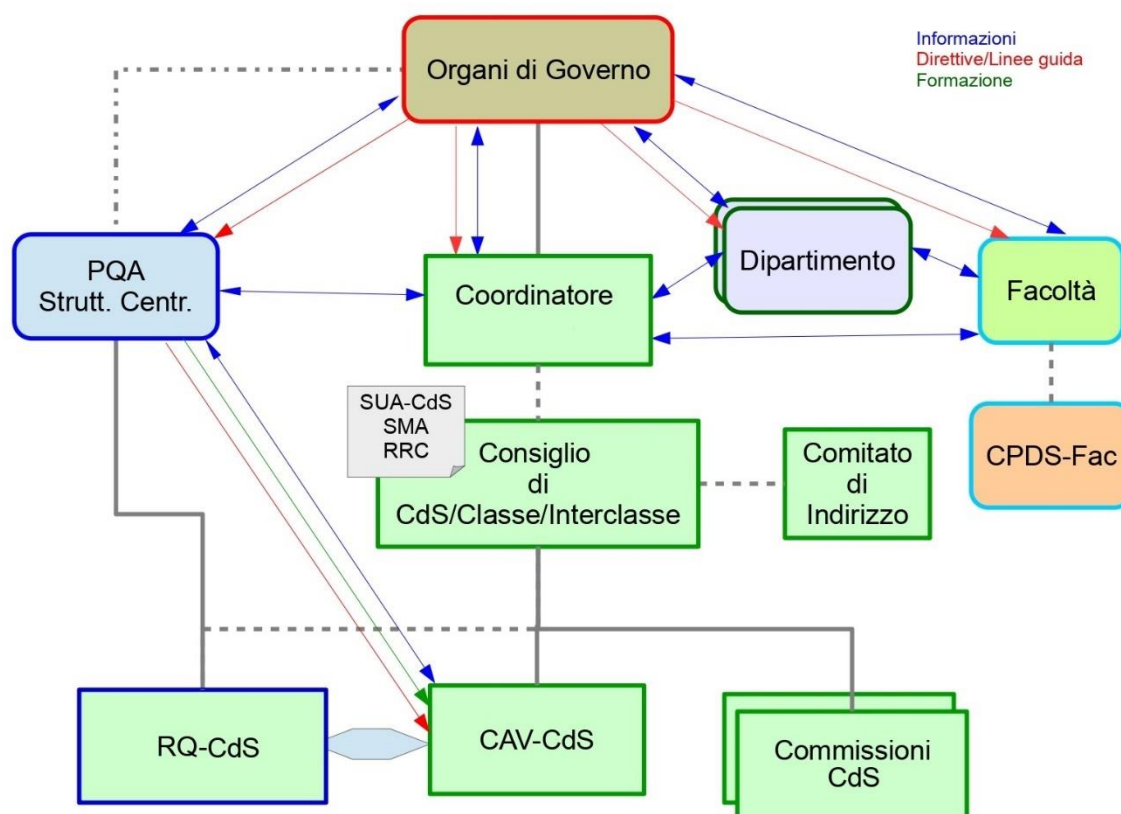 Organi di Governo
Informazioni
Direttive/Linee guida
Formazione
PQA
Strutt. Centr.
Coordinatore
Dipartimento
Facoltà
SUA-CdS
SMA
RRC
Consiglio
di
CdS/Classe/Interclasse
Comitato
di
Indirizzo
CPDS-Fac
RQ-CdS
CAV-CdS
Commissioni
CdS